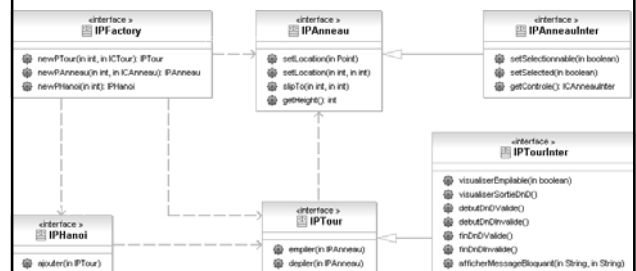 «interface »
IPFactory
newPTour(in int, in ICTour): IPTour
newPAnneau(in int, in ICAnneau): IPAnneau
newPHanoi(in int): IPHanoi
«interface »
IPAnneau
setLocation(in Point)
setLocation(in int, in int)
slipTo(in int, in int)
getHeight(): int
«interface »
IPAnneauInter
setSelectionnable(in boolean)
setSelected(in boolean)
getControle(): ICAnneauInter
«interface »
IPTourInter
visualiserEmpilable(in boolean)
visualiserSortieDnD()
debutDnDValide()
debutDnDInvalide()
finDnDValide()
finDnDInvalide()
afficherMessageBloquant(in String, in String)
«interface »
IPHanoi
ajouter(in IPTour)
«interface »
IPTour
empiler(in IPAnneau)
depiler(in IPAnneau)